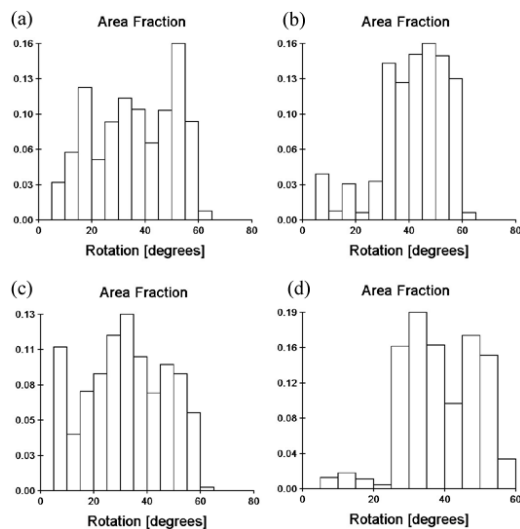 (a)
Area Fraction
0.16
0.13
0.10
0.06
0.03
0.00
0 20 40 60 80
Rotation [degrees]
(b)
Area Fraction
0.16
0.13
0.10
0.06
0.03
0.00
0 20 40 60 80
Rotation [degrees]
(c)
Area Fraction
0.13
0.11
0.08
0.05
0.03
0.00
0 20 40 60 80
Rotation [degrees]
(d)
Area Fraction
0.19
0.16
0.12
0.08
0.04
0.00
0 20 40 60
Rotation [degrees]